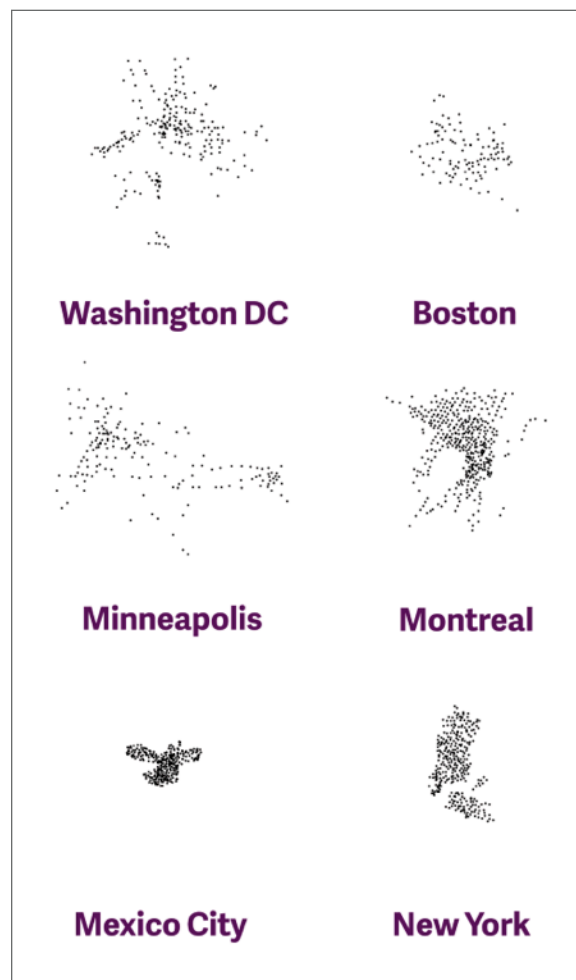 Washington DC
Boston
Minneapolis
Montreal
Mexico City
New York